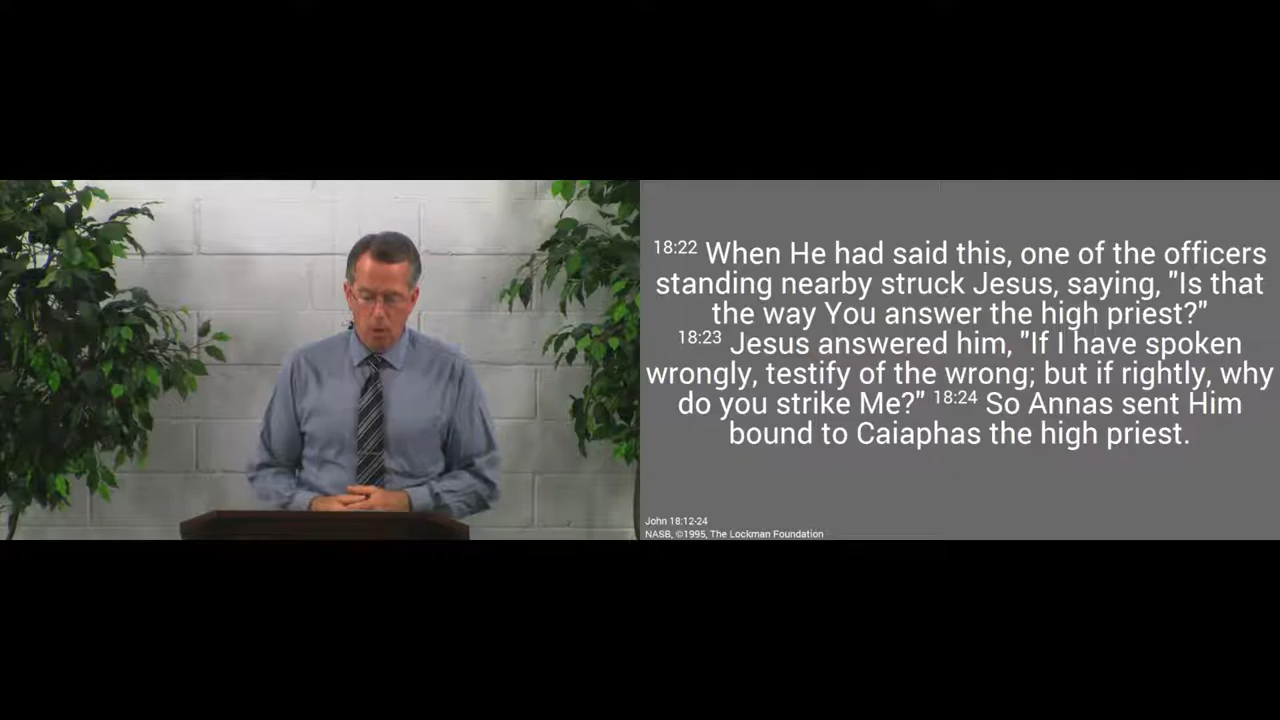 18:22 When He had said this, one of the officers
standing nearby struck Jesus, saying, "Is that
the way You answer the high priest?"
18:23 Jesus answered him, "If I have spoken
wrongly, testify of the wrong; but if rightly, why
do you strike Me?" 18:24 So Annas sent Him
bound to Caiaphas the high priest.
John 18:12-24
NASB, ©1995, The Lockman Foundation